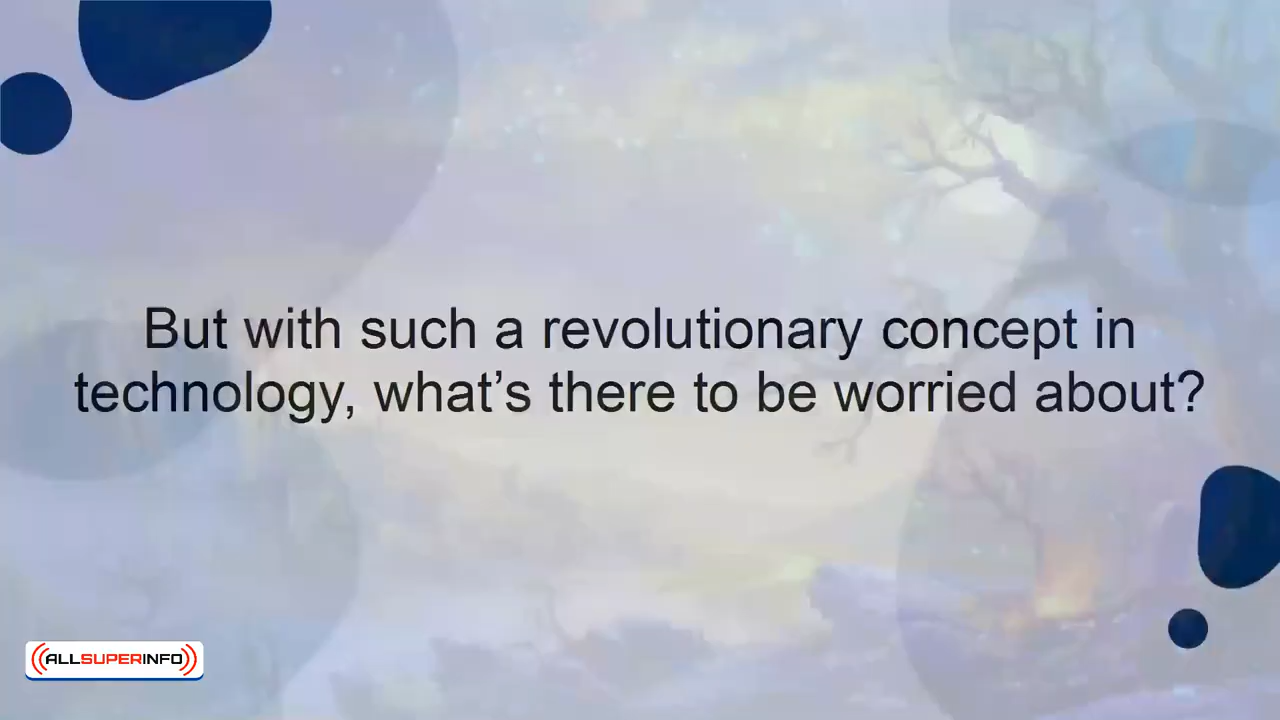 But with such a revolutionary concept in
technology, what’s there to be worried about?
ALLSUPERINFO